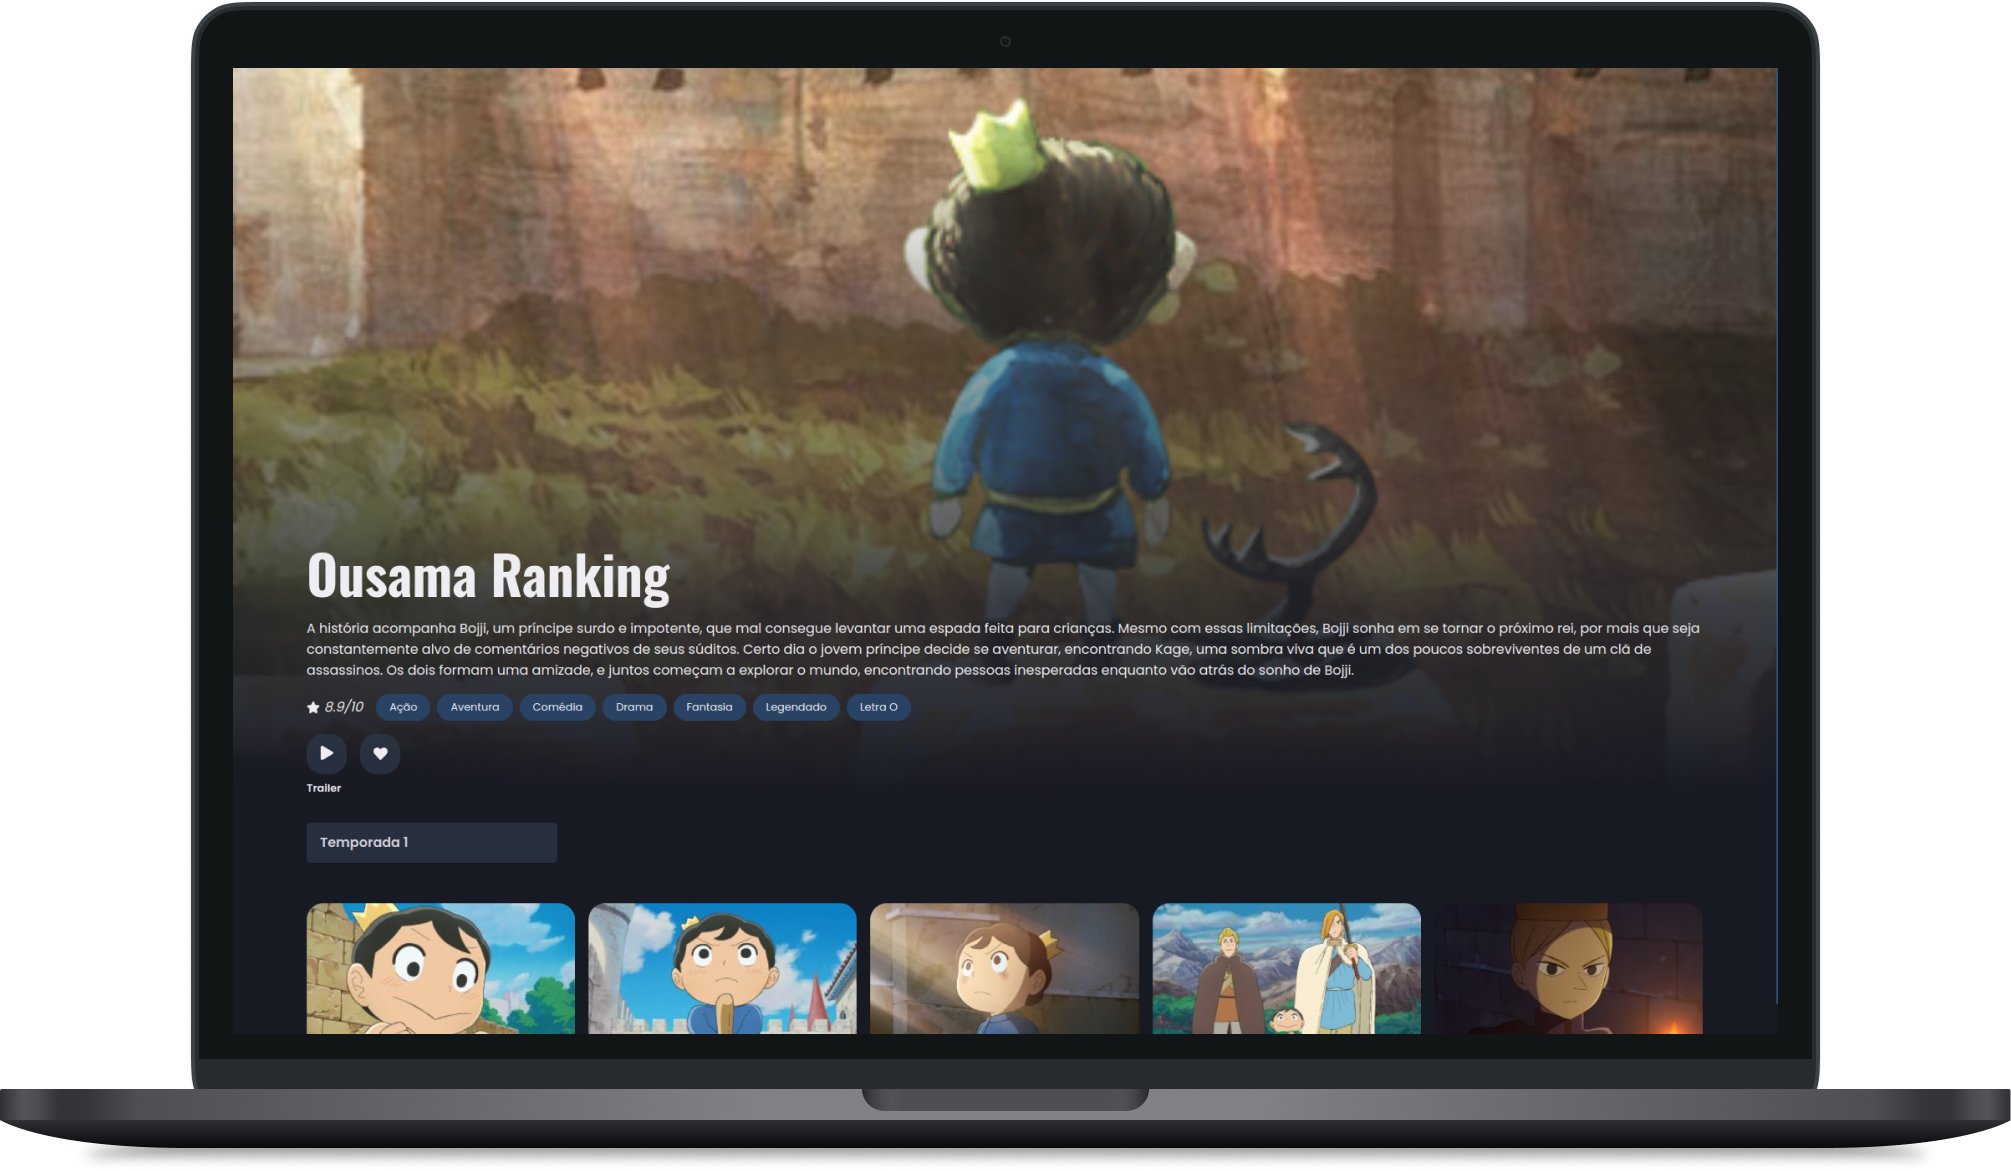 Ousama Ranking
A história acompanha Bojji, um príncipe surdo e impotente, que mal consegue levantar uma espada feita para crianças. Mesmo com essas limitações, Bojji sonha em se tornar o próximo rei, por mais que seja
constantemente alvo de comentários negativos de seus súditos. Certo dia o jovem príncipe decide se aventurar, encontrando Kage, uma sombra viva que é um dos poucos sobreviventes de um clã de
assassinos. Os dois formam uma amizade, e juntos começam a explorar o mundo, encontrando pessoas inesperadas enquanto vão atrás do sonho de Bojji.
8.9/10 Ação Aventura Comédia Drama Fantasia Legendado Letra O
Trailer
Temporada 1